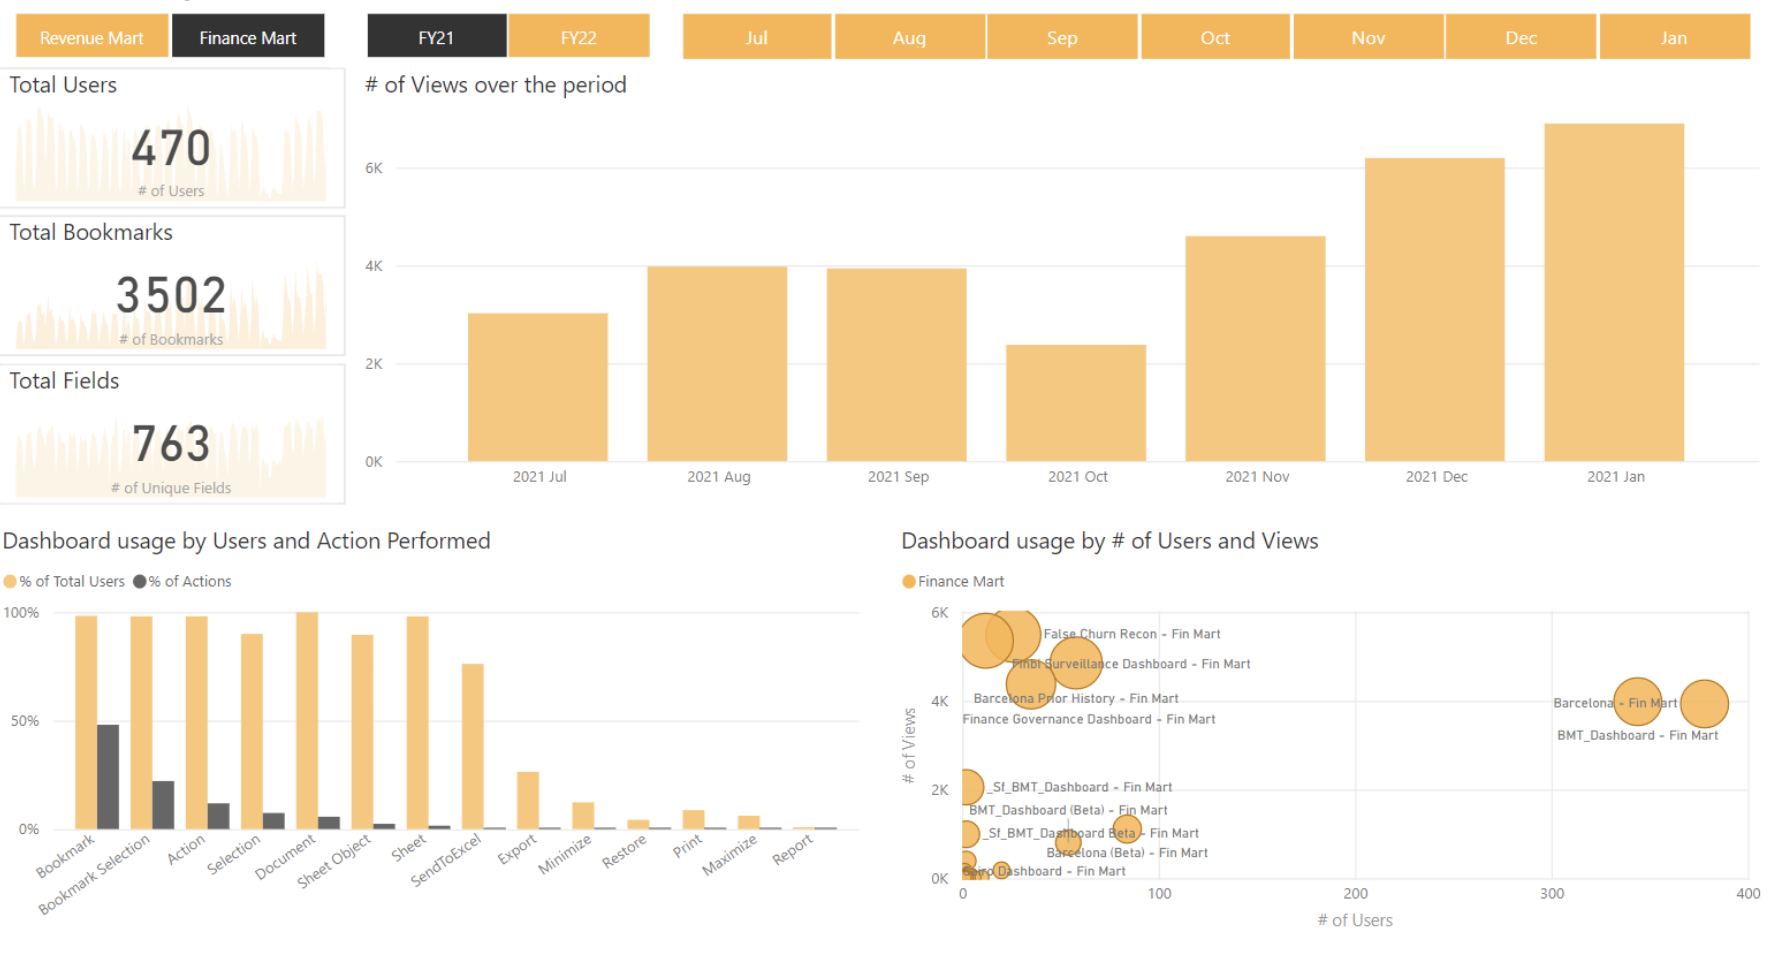 Revenue Mart Finance Mart FY21 FY22 Jul Aug Sep Oct Nov Dec Jan
Total Users
470
# of Users
Total Bookmarks
3502
# of Bookmarks
Total Fields
763
# of Unique Fields
# of Views over the period
6K
4K
2K
0K
2021 Jul 2021 Aug 2021 Sep 2021 Oct 2021 Nov 2021 Dec 2021 Jan
Dashboard usage by Users and Action Performed
% of Total Users % of Actions
100%
50%
0%
Bookmark Bookmark Selection Action Selection Document Sheet Object Sheet SendToExcel Export Minimize Restore Print Maximize Report
Dashboard usage by # of Users and Views
Finance Mart
# of Views
6K
False Churn Recon - Fin Mart
Finbi Surveillance Dashboard - Fin Mart
Barcelona Prior History - Fin Mart
4K
Barcelona - Fin Mart
Finance Governance Dashboard - Fin Mart
BMT_Dashboard - Fin Mart
2K
_Sf_BMT_Dashboard - Fin Mart
BMT_Dashboard (Beta) - Fin Mart
_Sf_BMT_Dashboard Beta - Fin Mart
Barcelona (Beta) - Fin Mart
Dashboard - Fin Mart
0K
0 100 200 300 400
# of Users